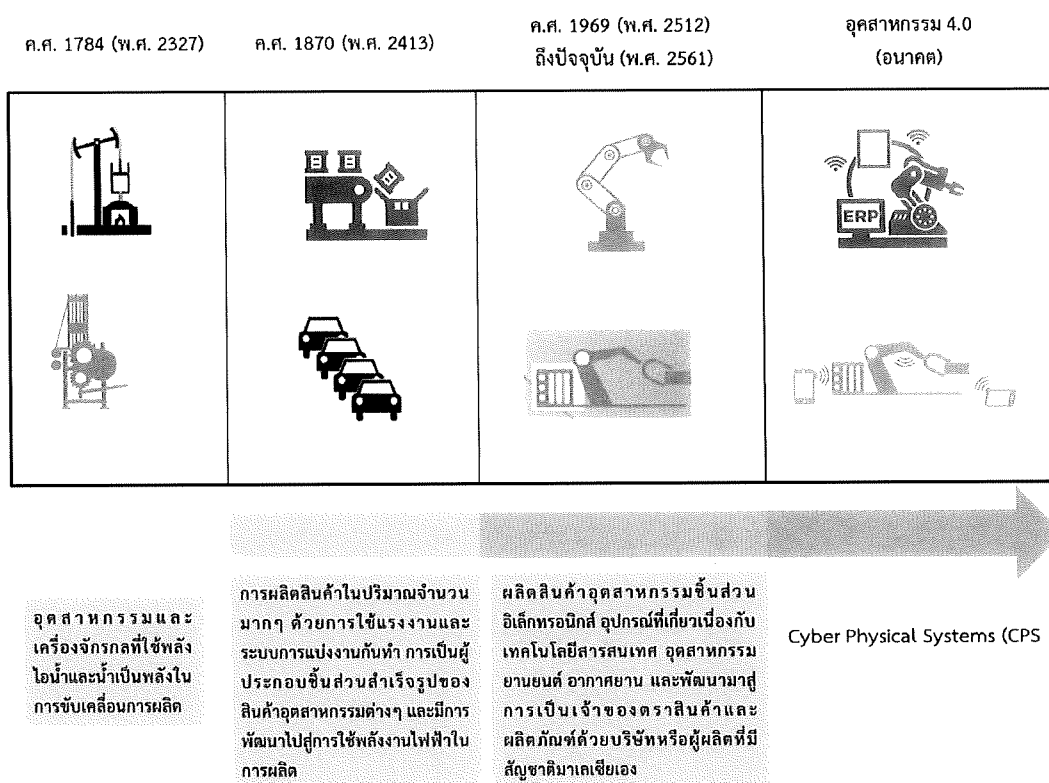 ค.ศ. 1784 (พ.ศ. 2327)
ค.ศ. 1870 (พ.ศ. 2413)
ค.ศ. 1969 (พ.ศ. 2512)
ถึงปัจจุบัน (พ.ศ. 2561)
อุคสาหกรรม 4.0
(อนาคต)
ERP
อุตสาหกรรมและ
เครื่องจักรกลที่ใช้พลัง
ไอน้ำและน้ำเป็นพลังใน
การขับเคลื่อนการผลิต
การผลิตสินค้าในปริมาณจำนวน
มากๆ ด้วยการใช้แรงงานและ
ระบบการแบ่งงานกันทำ การเป็นผู้
ประกอบชิ้นส่วนสำเร็จรูปของ
สินค้าอุตสาหกรรมต่างๆ และมีการ
พัฒนาไปสู่การใช้พลังงานไฟฟ้าใน
การผลิต
ผลิตสินค้าอุตสาหกรรมชิ้นส่วน
อิเล็กทรอนิกส์ อุปกรณ์ที่เกี่ยวเนื่องกับ
เทคโนโลยีสารสนเทศ อุตสาหกรรม
ยานยนต์ อากาศยาน และพัฒนามาสู่
การเป็นเจ้าของตราสินค้าและ
ผลิตภัณฑ์ด้วยบริษัทหรือผู้ผลิตที่มี
สัญชาติมาเลเซียเอง
Cyber Physical Systems (CPS